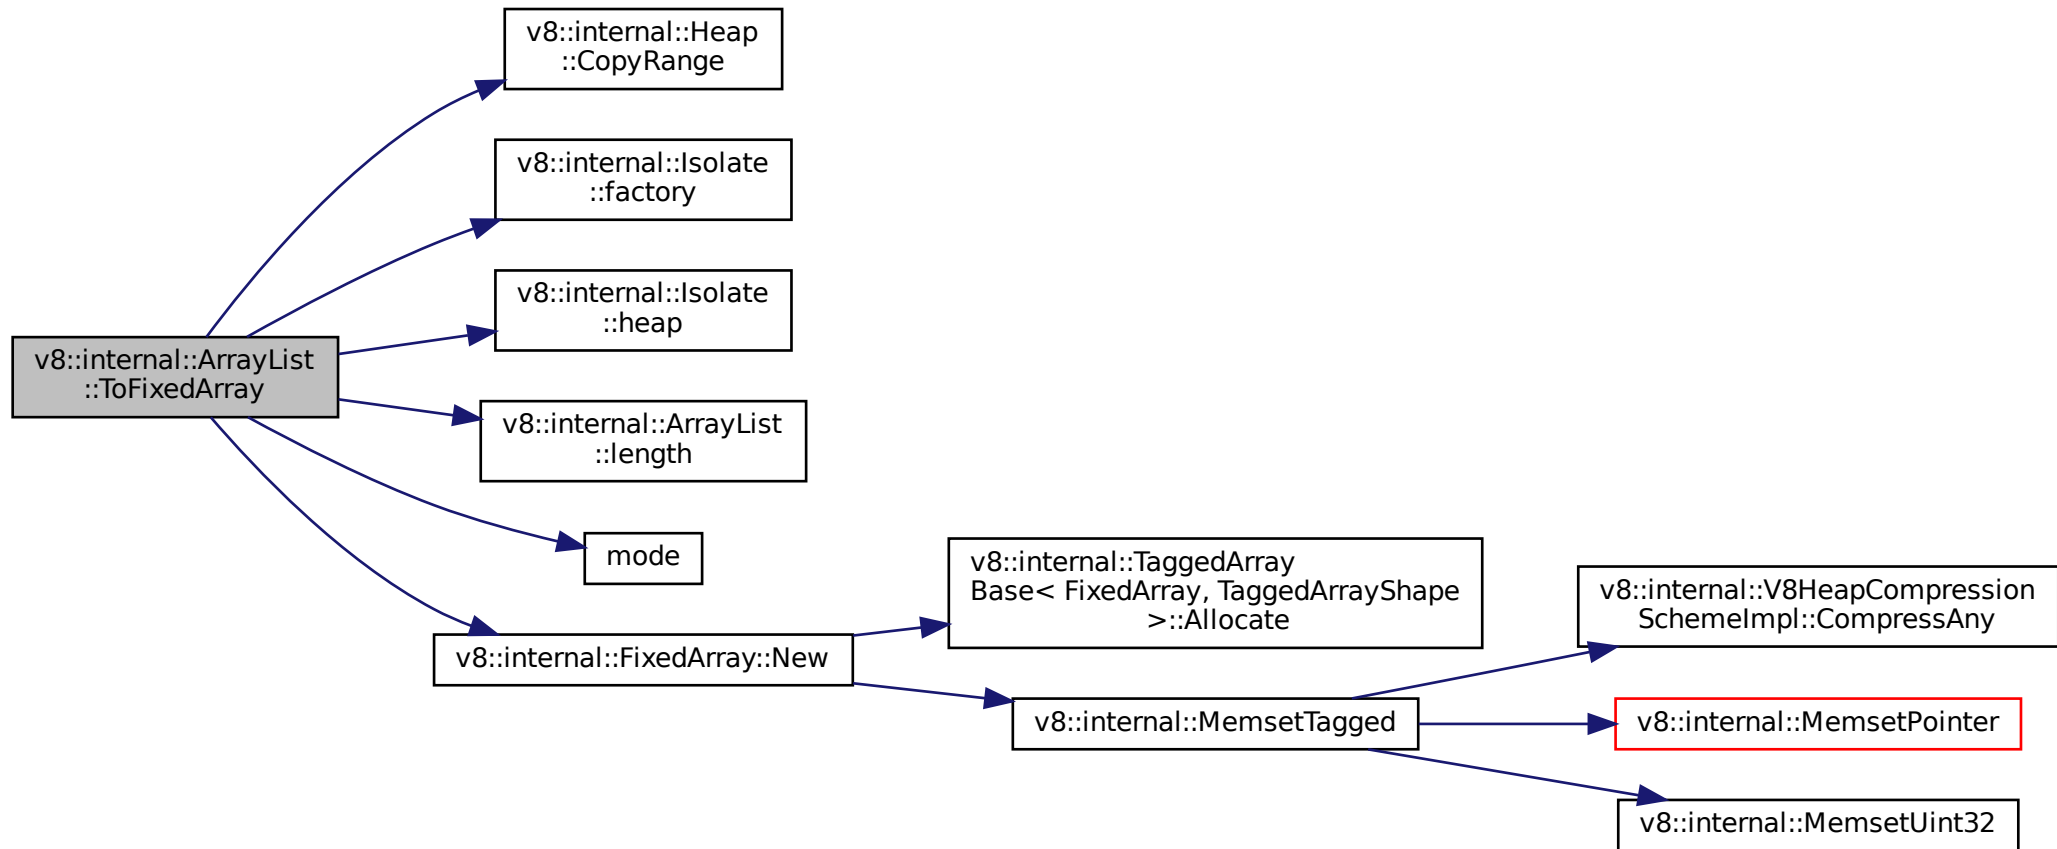 v8::internal::Heap
::CopyRange
v8::internal::Isolate
::factory
v8::internal::Isolate
::heap
v8::internal::ArrayList
::ToFixedArray
v8::internal::ArrayList
::length
mode
v8::internal::FixedArray::New
v8::internal::TaggedArray
Base< FixedArray, TaggedArrayShape
>::Allocate
v8::internal::MemsetTagged
v8::internal::V8HeapCompression
SchemeImpl::CompressAny
v8::internal::MemsetPointer
v8::internal::MemsetUint32